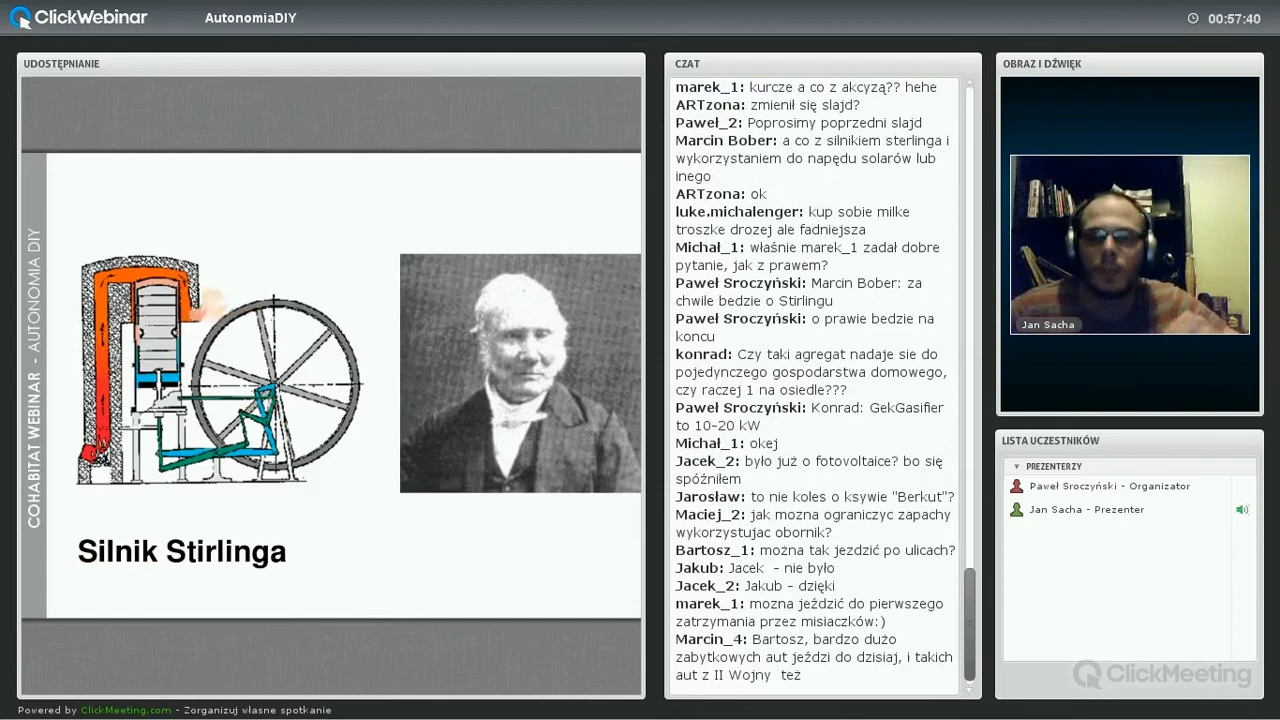 ClickWebinar
AutonomiaDIY
00:57:40
UDOSTĘPNIANIE
COHABITAT WEBINAR - AUTONOMIA DIY
Silnik Stirlinga
CZAT
marek_1: kurcze a co z akcyzą?? hehe
ARTzona: zmienił się slajd?
Paweł_2: Poprosimy poprzedni slajd
Marcin Bober: a co z silnikiem sterlinga i
wykorzystaniem do napędu solarów lub
inego
ARTzona: ok
luke.michalenger: kup sobie milke
troszke drozej ale fadniejsza
Michał_1: właśnie marek_1 zadał dobre
pytanie, jak z prawem?
Paweł Sroczyński: Marcin Bober: za
chwile bedzie o Stirlingu
Paweł Sroczyński: o prawie bedzie na
koncu
konrad: Czy taki agregat nadaje sie do
pojedynczego gospodarstwa domowego,
czy raczej 1 na osiedle???
Paweł Sroczyński: Konrad: GekGasifier
to 10-20 kW
Michał_1: okej
Jacek_2: było już o fotovoltaice? bo się
spóźniłem
Jarosław: to nie koles o ksywie "Berkut"?
Maciej_2: jak mozna ograniczyc zapachy
wykorzystujac obornik?
Bartosz_1: można tak jezdzić po ulicach?
Jakub: Jacek - nie było
Jacek_2: Jakub - dzięki
marek_1: mozna jeździć do pierwszego
zatrzymania przez misiaczków:)
Marcin_4: Bartosz, bardzo dużo
zabytkowych aut jeździ do dzisiaj, i takich
aut z II Wojny też
OBRAZ I DŹWIĘK
Jan Sacha
LISTA UCZESTNIKÓW
PREZENTERZY
Paweł Sroczyński - Organizator
Jan Sacha - Prezenter
ClickMeeting
Powered by ClickMeeting.com - Zorganizuj własne spotkanie